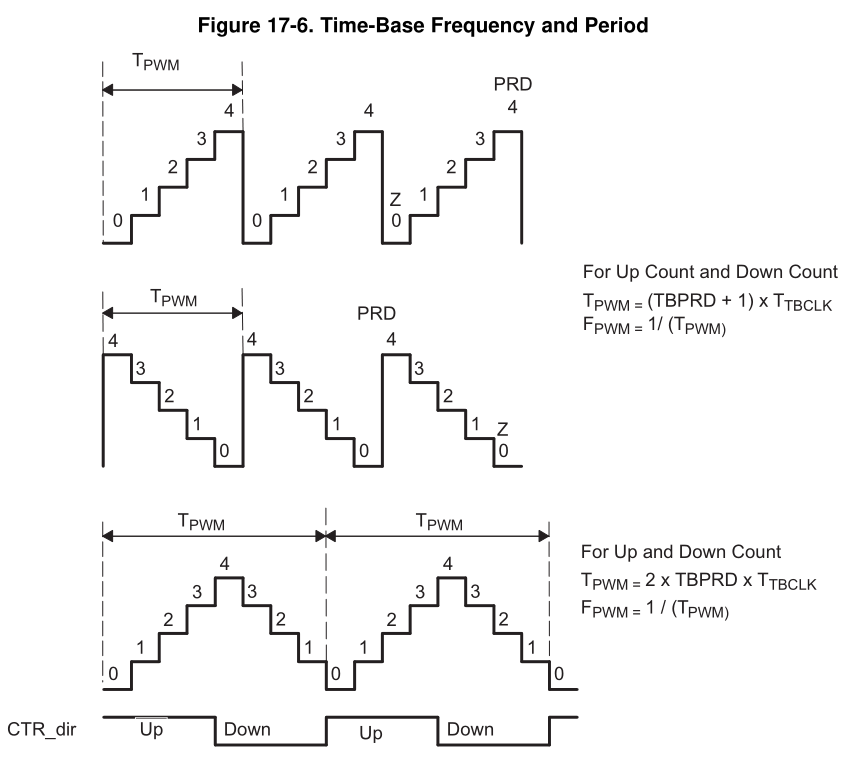 Figure 17-6. Time-Base Frequency and Period
TPWM
PRD
4 4 4
3 3 3
2 2 2
Z
1 1 1
0 0 0
For Up Count and Down Count
TPWM = (TBPRD + 1) x TTBCLK
FPWM = 1/ (TPWM)
TPWM
PRD
4 4 4
3 3 3
2 2 2
1 1 1 Z
0 0 0
TPWM TPWM
For Up and Down Count
TPWM = 2 x TBPRD x TTBCLK
FPWM = 1 / (TPWM)
4 4
3 3 3 3
2 2 2 2
1 1 1 1
0 0 0
CTR_dir Up Down Up Down